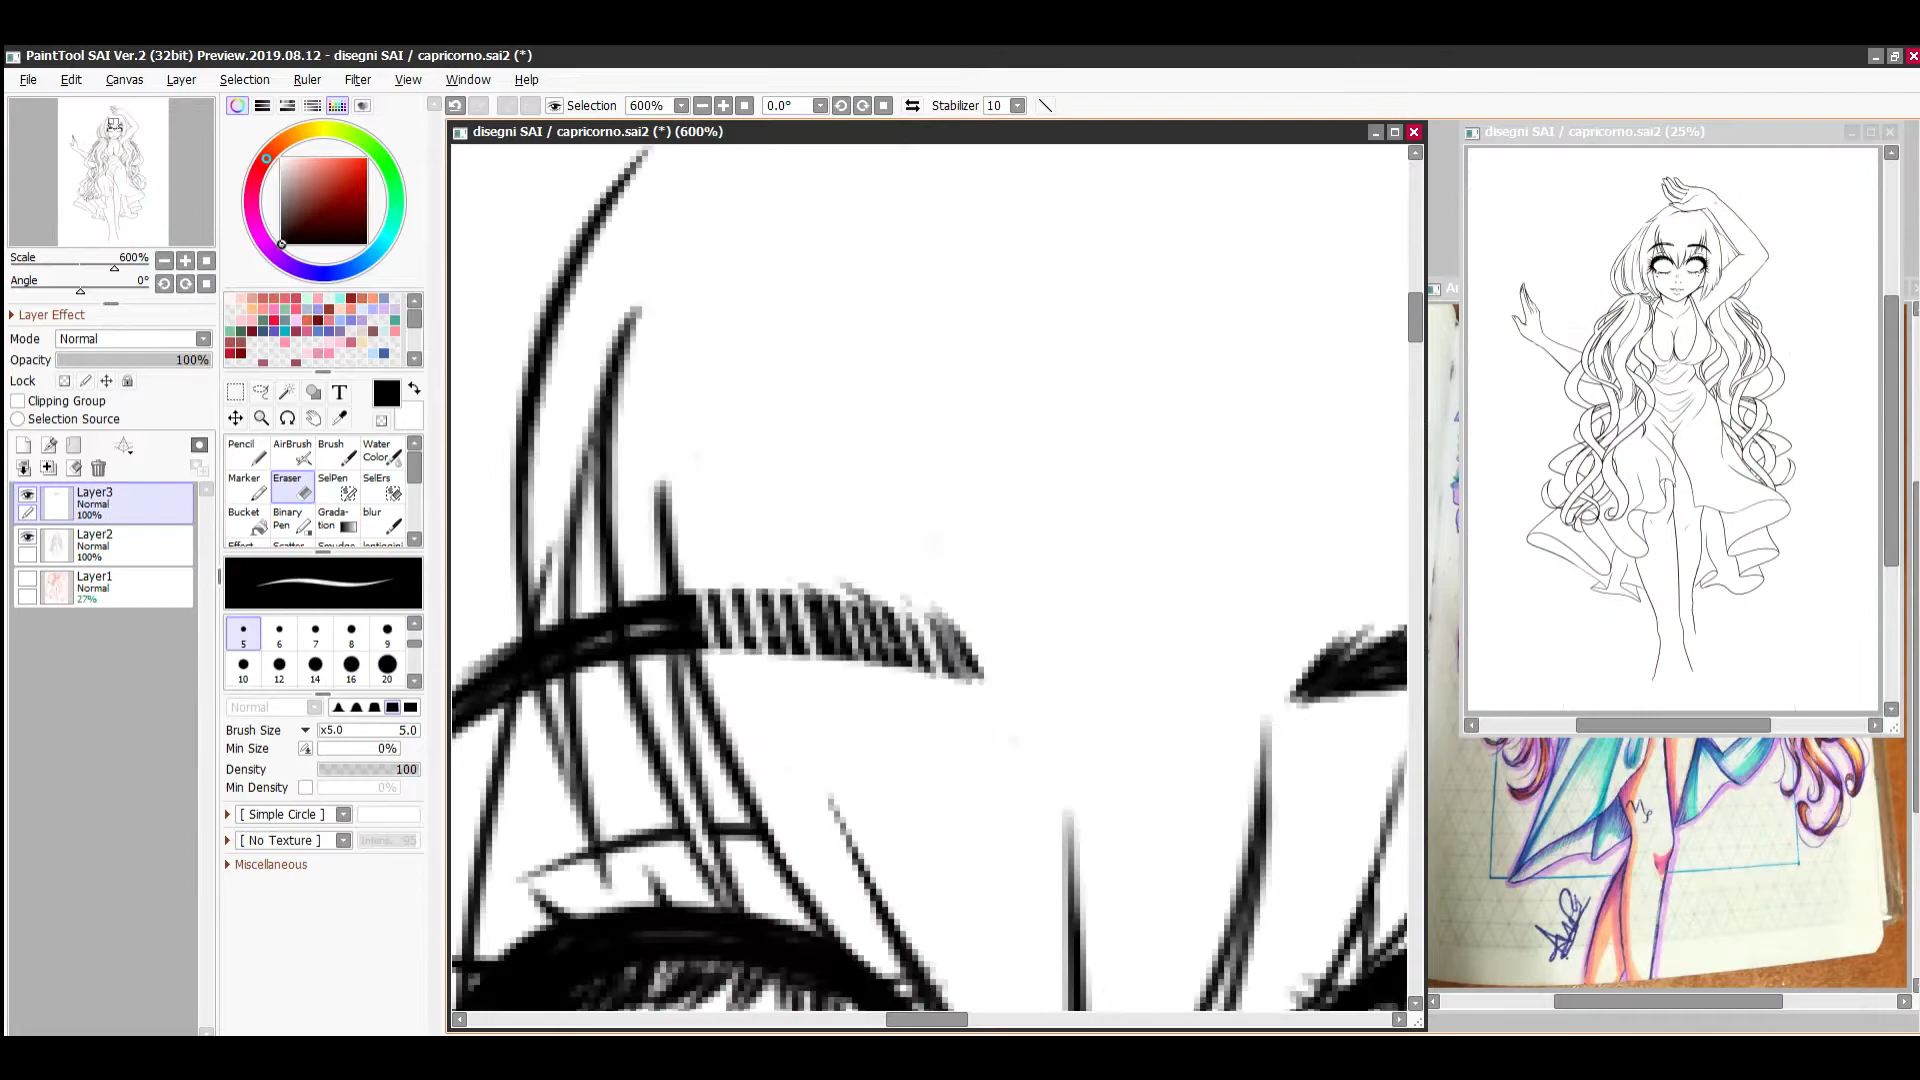 PaintTool SAI Ver.2 (32bit) Preview.2019.08.12 - disegni SAI / capricorno.sai2 (*)
File Edit Canvas Layer Selection Ruler Filter View Window Help
Selection 600% 0.0° Stabilizer 10
disegni SAI / capricorno.sai2 (*) (600%)
disegni SAI / capricorno.sai2 (*) (25%)
Scale 600%
Angle 0°
Layer Effect
Mode Normal
Opacity 100%
Lock
Clipping Group
Selection Source
Layer3
Normal
100%
Layer2
Normal
100%
Layer1
Normal
27%
T
Pencil AirBrush Brush Water Color
Marker Eraser SelPen SelErs
Bucket Binary Pen Grada-tion blur
5 6 7 8 9
10 12 14 16 20
Normal
Brush Size x5.0 5.0
Min Size 0%
Density 100
Min Density 0%
[ Simple Circle ]
[ No Texture ] 95
Miscellaneous